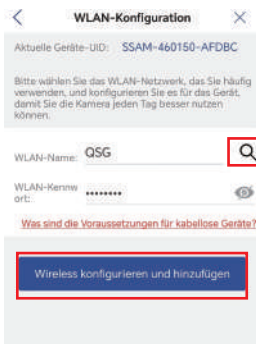 WLAN-Konfiguration
Aktuelle Geräte-UID: SSAM-460150-AFDBC
Bitte wählen Sie das WLAN-Netzwerk, das Sie häufig
verwenden, und konfigurieren Sie es für das Gerät,
damit Sie die Kamera jeden Tag besser nutzen
können.
WLAN-Name: QSG
WLAN-Kennw
ort: ••••••••
Was sind die Voraussetzungen für kabellose Geräte?
Wireless konfigurieren und hinzufügen